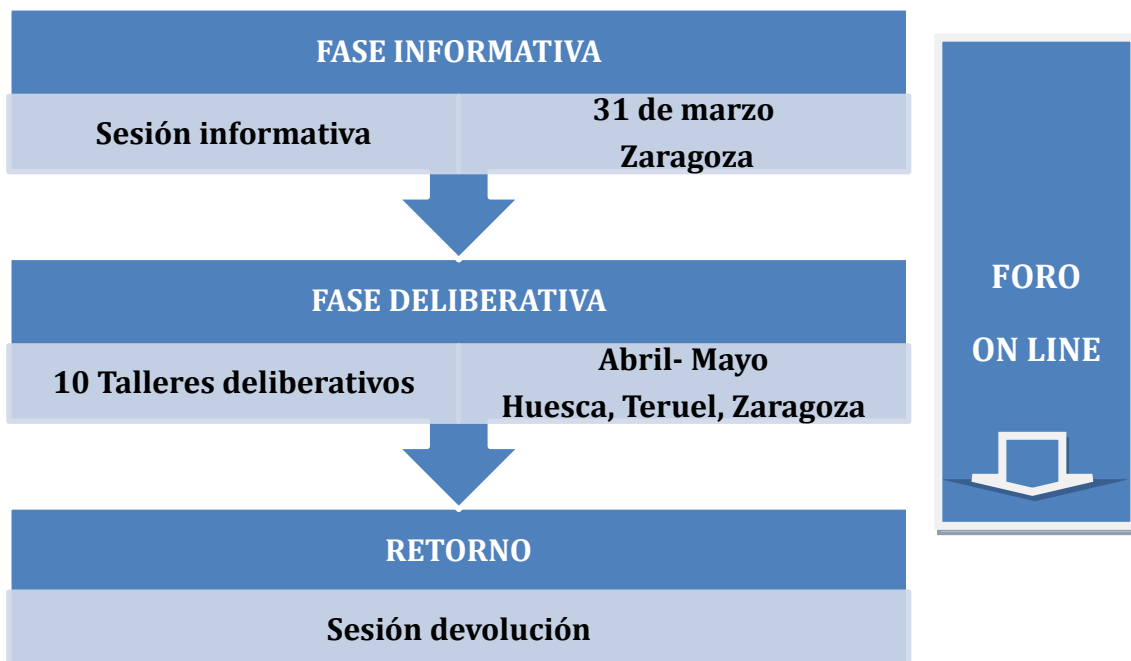 FASE INFORMATIVA
Sesión informativa
31 de marzo
Zaragoza
FASE DELIBERATIVA
10 Talleres deliberativos
Abril- Mayo
Huesca, Teruel, Zaragoza
RETORNO
Sesión devolución
FORO
ON LINE